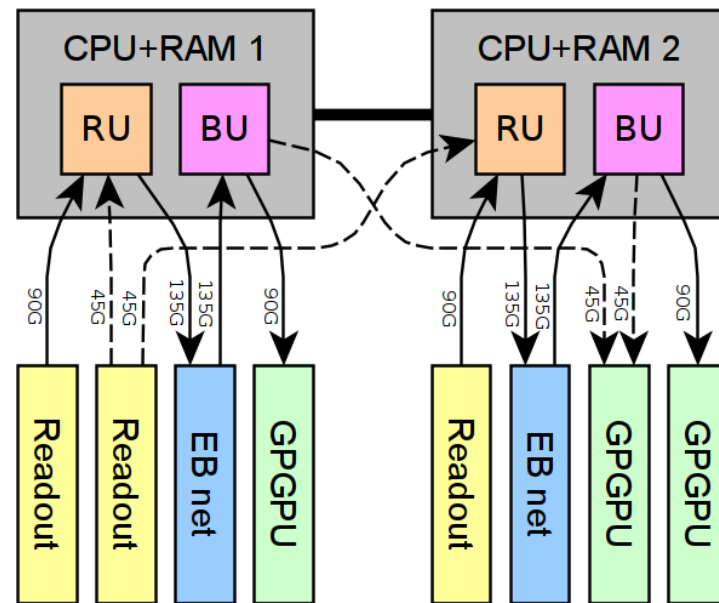 CPU+RAM 1
CPU+RAM 2
RU
BU
RU
BU
90G
45G
45G
135G
135G
90G
90G
135G
135G
45G
45G
90G
Readout
Readout
EB net
GPGPU
Readout
EB net
GPGPU
GPGPU